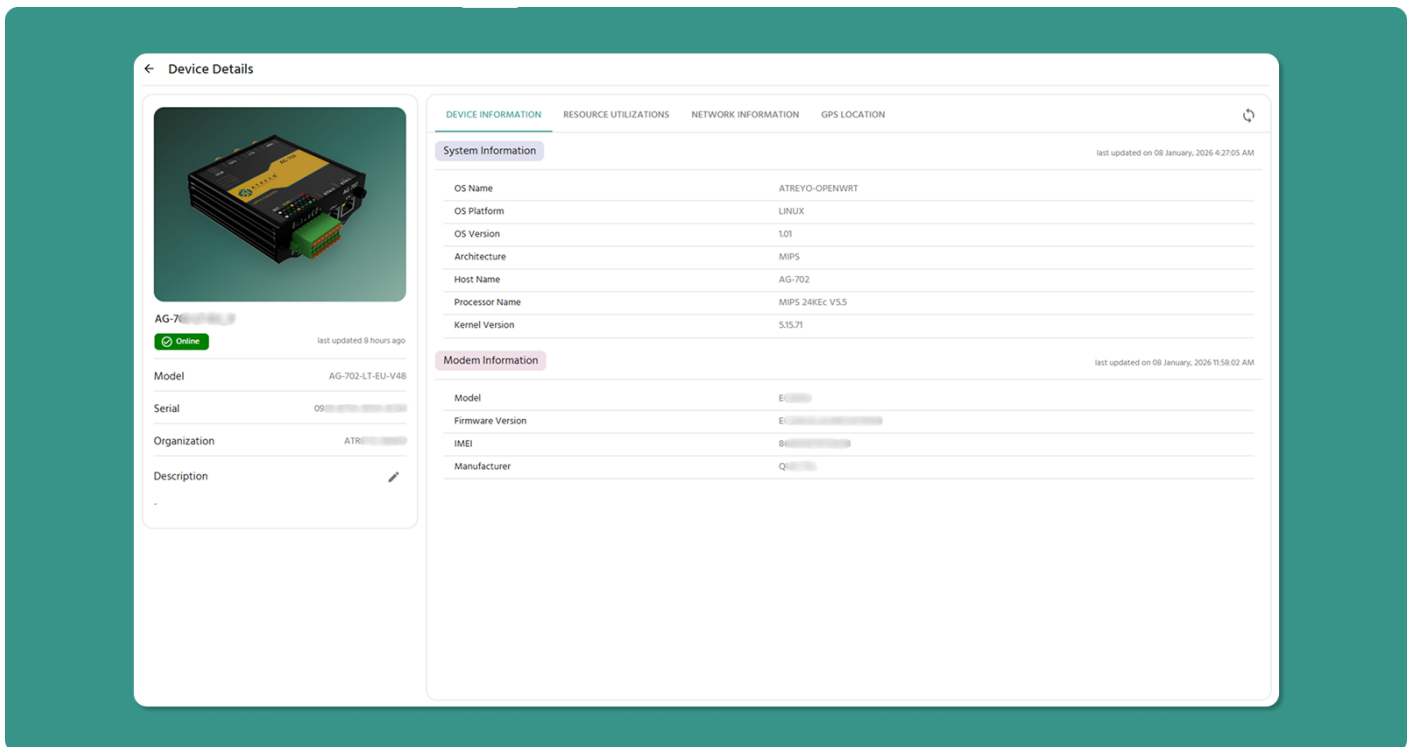 Device Details
AG-702
Online
last updated 8 hours ago
Model AG-702-LT-EU-V48
Serial
Organization
Description
-
DEVICE INFORMATION RESOURCE UTILIZATIONS NETWORK INFORMATION GPS LOCATION
System Information last updated on 08 January, 2026 4:27:05 AM
OS Name ATREYO-OPENWRT
OS Platform LINUX
OS Version 1.01
Architecture MIPS
Host Name AG-702
Processor Name MIPS 24KEc V5.5
Kernel Version 5.15.71
Modem Information last updated on 08 January, 2026 11:58:02 AM
Model
Firmware Version
IMEI
Manufacturer